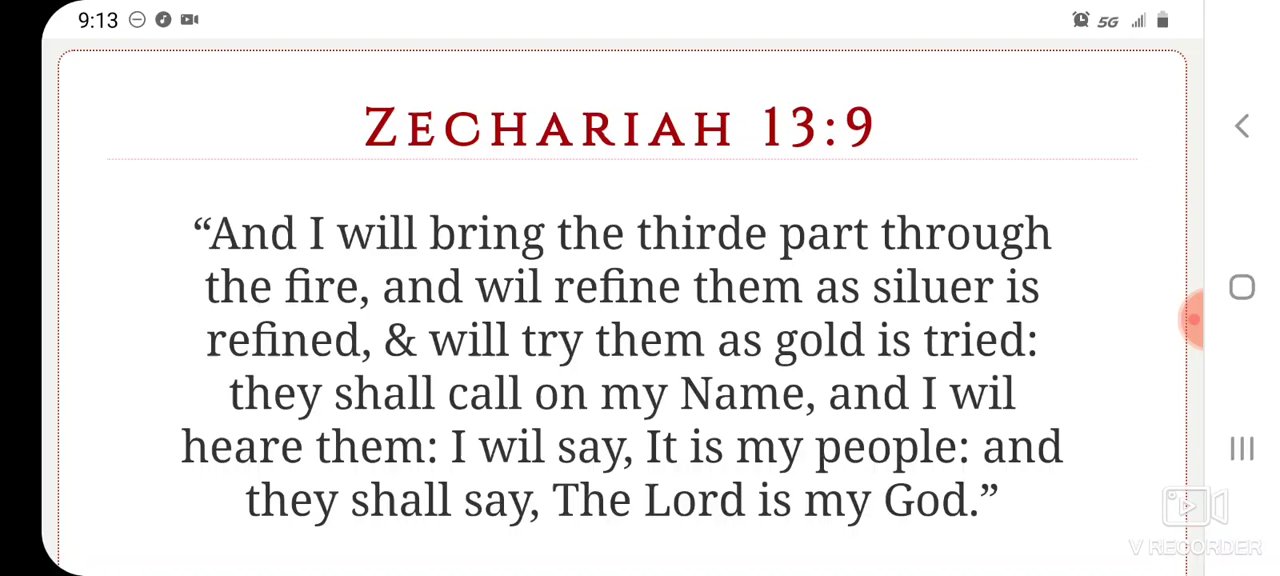 9:13
5G
ZECHARIAH 13:9
“And I will bring the thirde part through
the fire, and wil refine them as siluer is
refined, & will try them as gold is tried:
they shall call on my Name, and I wil
heare them: I wil say, It is my people: and
they shall say, The Lord is my God.”
V RECORDER